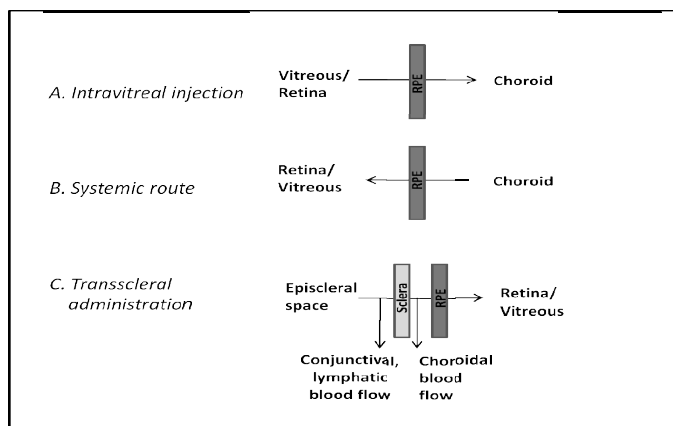 A. Intravitreal injection
Vitreous/
Retina
RPE
Choroid
B. Systemic route
Retina/
Vitreous
RPE
Choroid
C. Transscleral
administration
Episcleral
space
Sclera
RPE
Retina/
Vitreous
Conjunctival,
lymphatic
blood flow
Choroidal
blood
flow